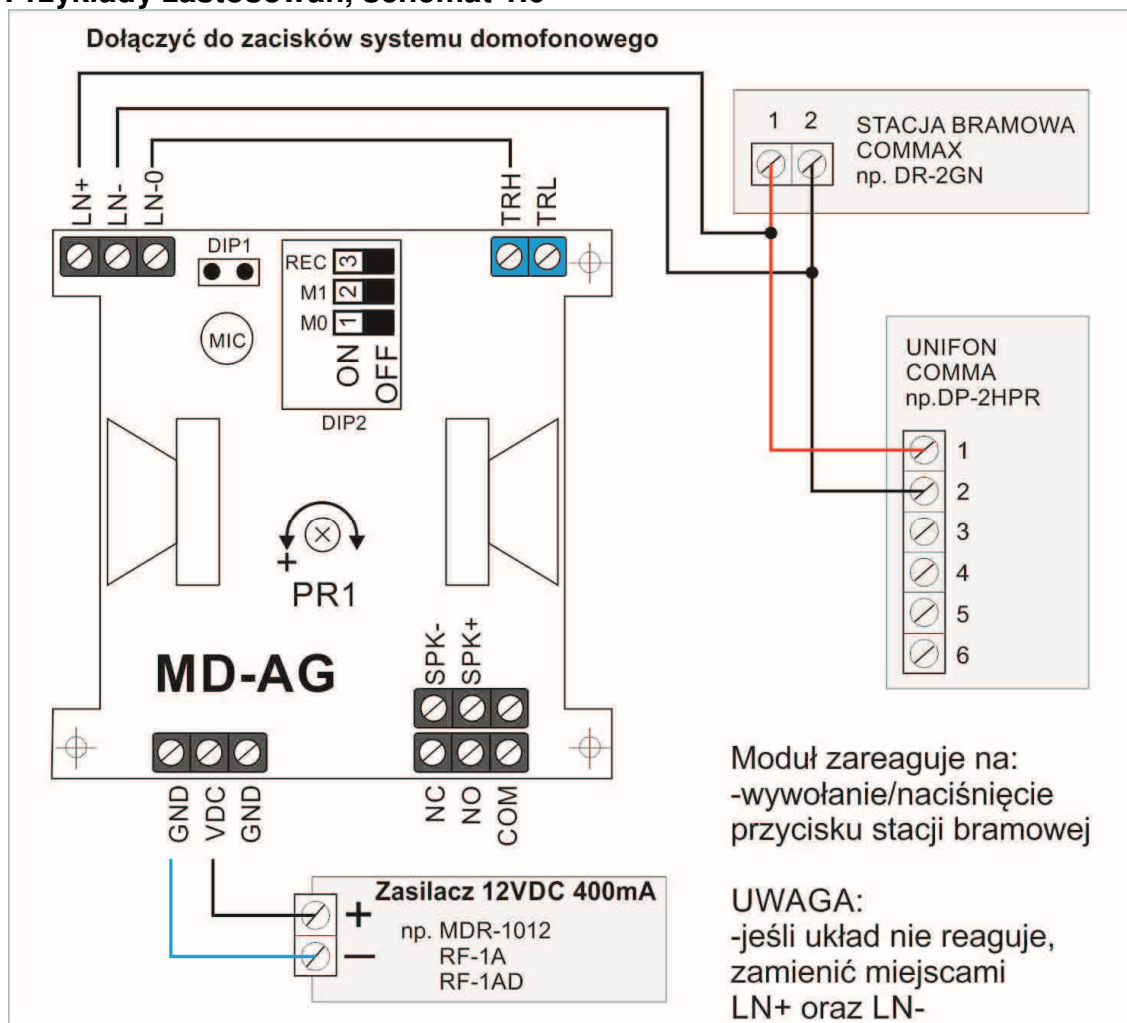 Dołączyć do zacisków systemu domofonowego
1 2
STACJA BRAMOWA
COMMAX
np. DR-2GN
LN+
LN-
LN-0
TRH
TRL
DIP1
REC 3
M1 2
M0 1
ON
OFF
DIP2
MIC
UNIFON
COMMA
np.DP-2HPR
1
2
3
4
5
6
+
PR1
MD-AG
SPK-
SPK+
GND
VDC
GND
NC
NO
COM
Zasilacz 12VDC 400mA
+
−
np. MDR-1012
RF-1A
RF-1AD
Moduł zareaguje na:
-wywołanie/naciśnięcie
przycisku stacji bramowej
UWAGA:
-jeśli układ nie reaguje,
zamienić miejscami
LN+ oraz LN-